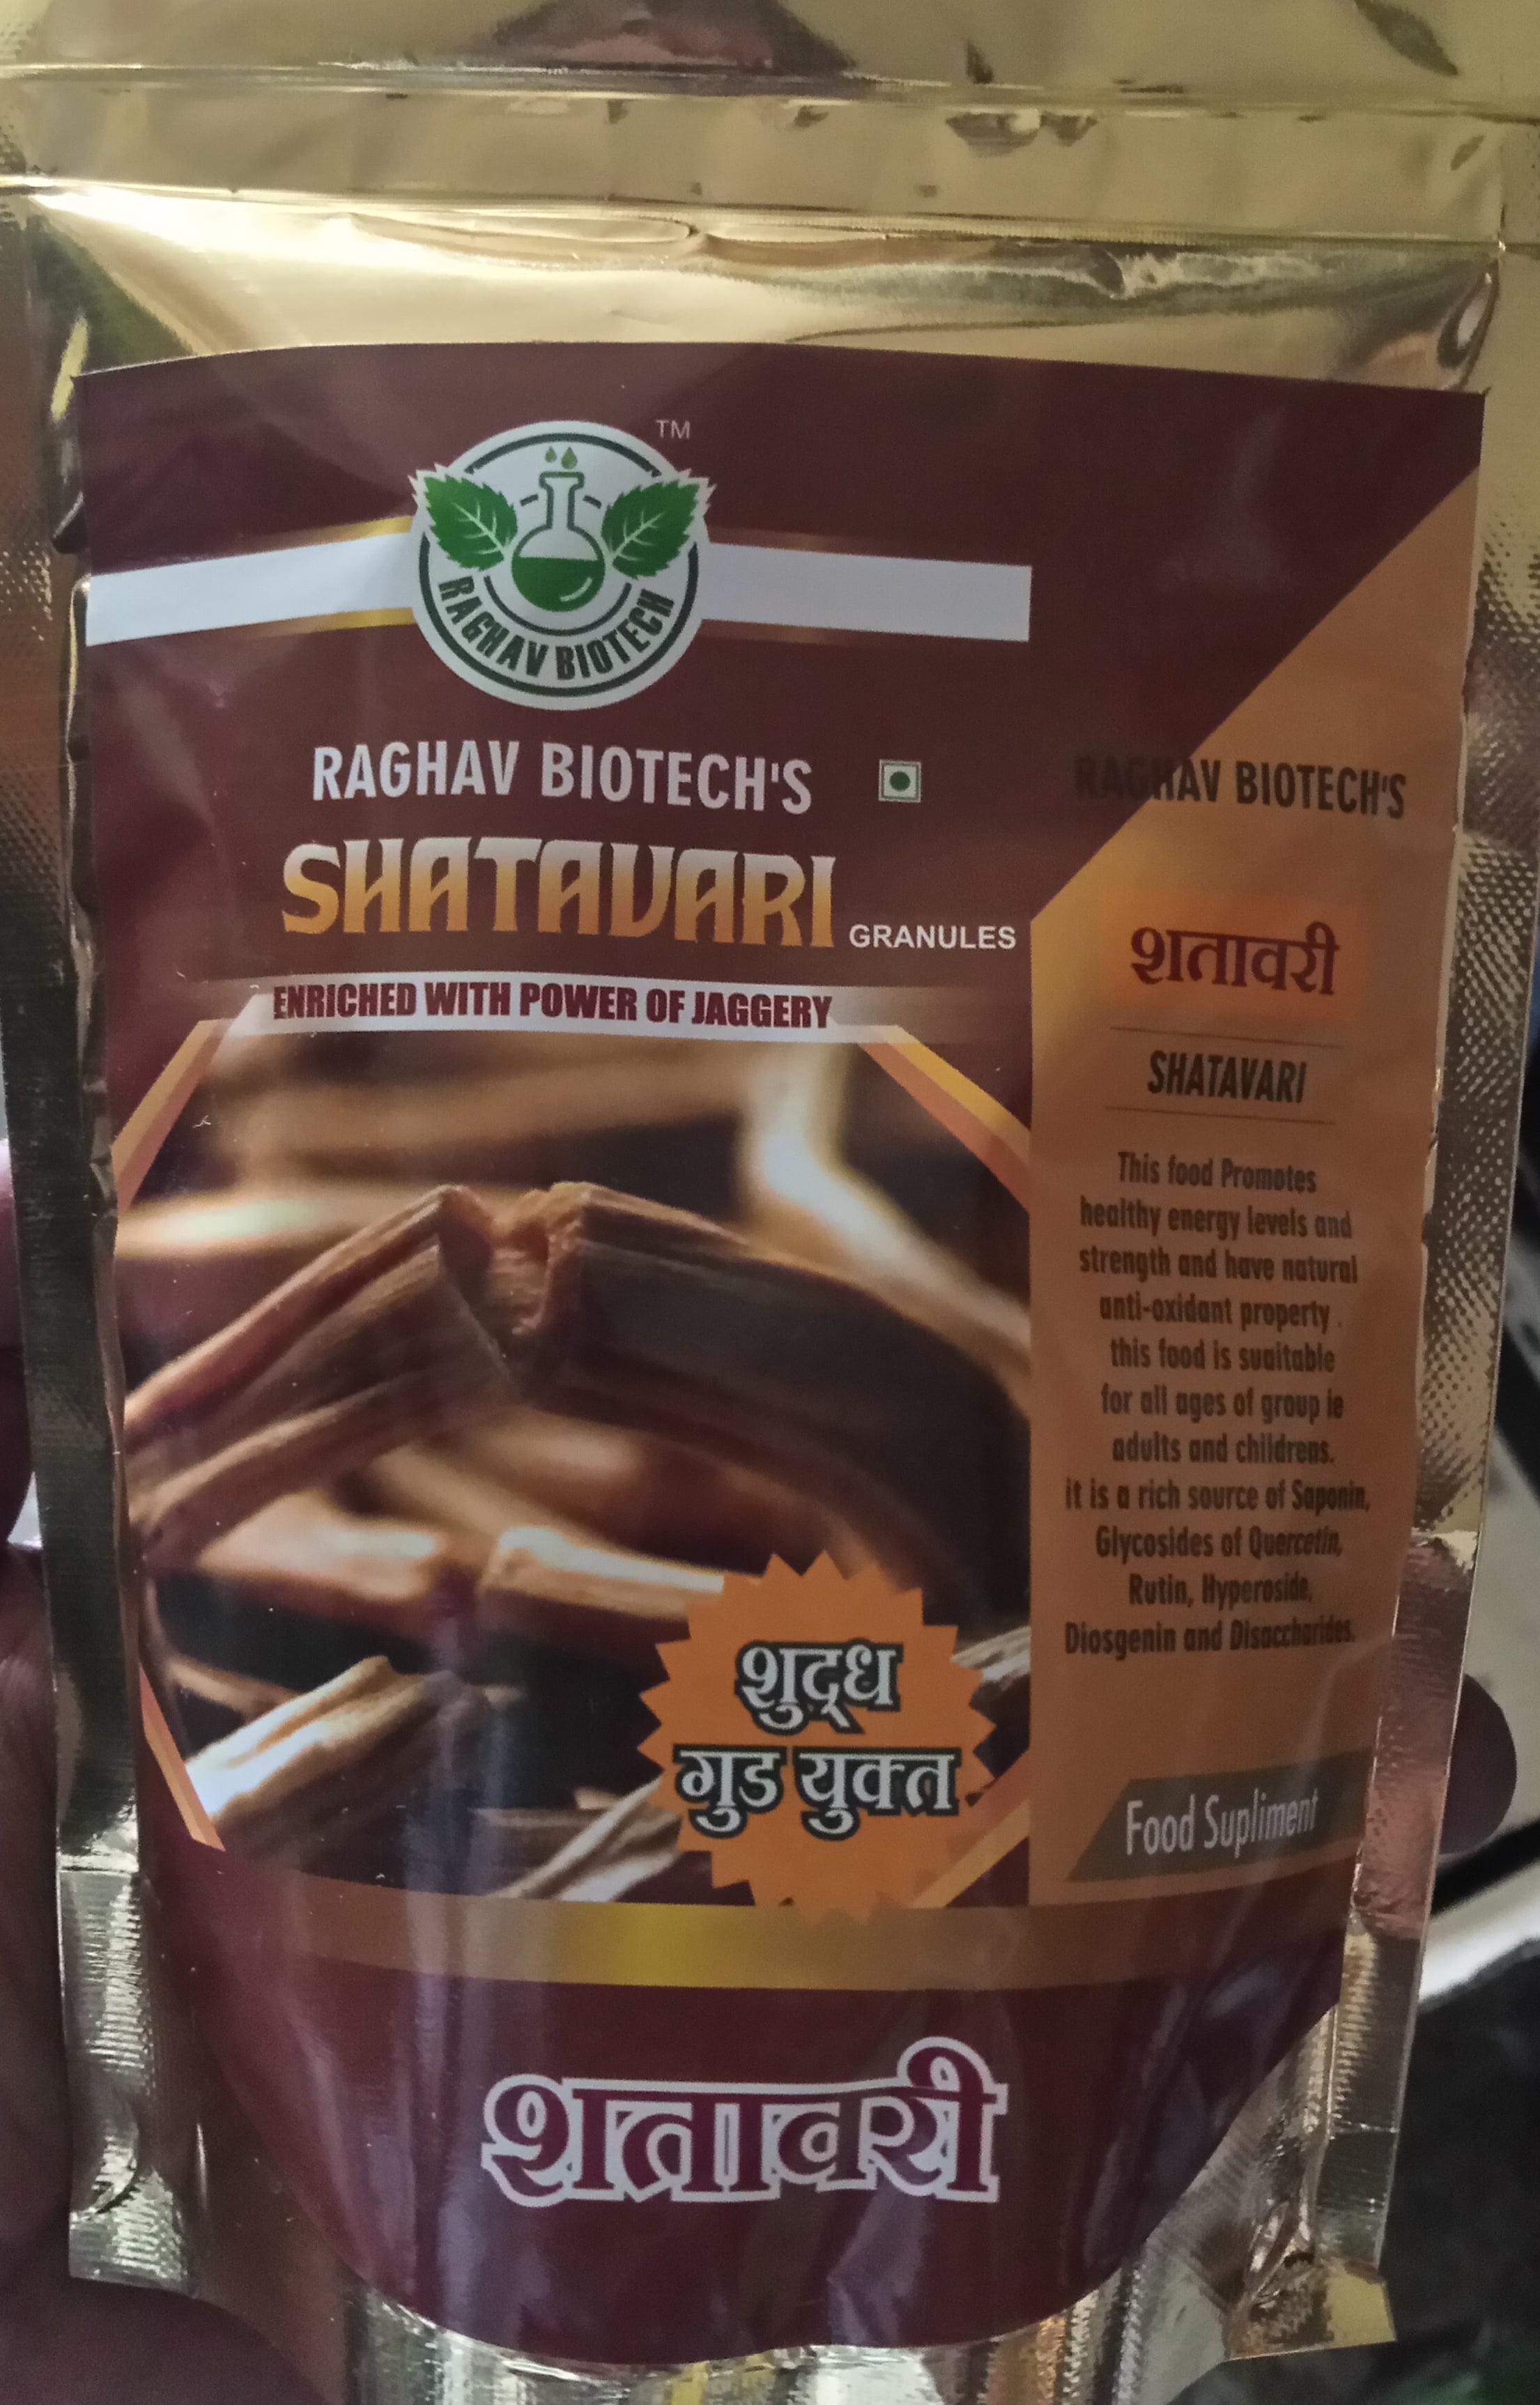 TM
RAGHAV BIOTECH
RAGHAV BIOTECH'S
SHATAVARI GRANULES
ENRICHED WITH POWER OF JAGGERY
शुद्ध
गुड युक्त
शतावरी
RAGHAV BIOTECH'S
शतावरी
SHATAVARI
This food Promotes
healthy energy levels and
strength and have natural
anti-oxidant property .
this food is suaitable
for all ages of group ie
adults and childrens.
it is a rich source of Saponin,
Glycosides of Quercetin,
Rutin, Hyperoside,
Diosgenin and Disaccharides.
Food Supliment